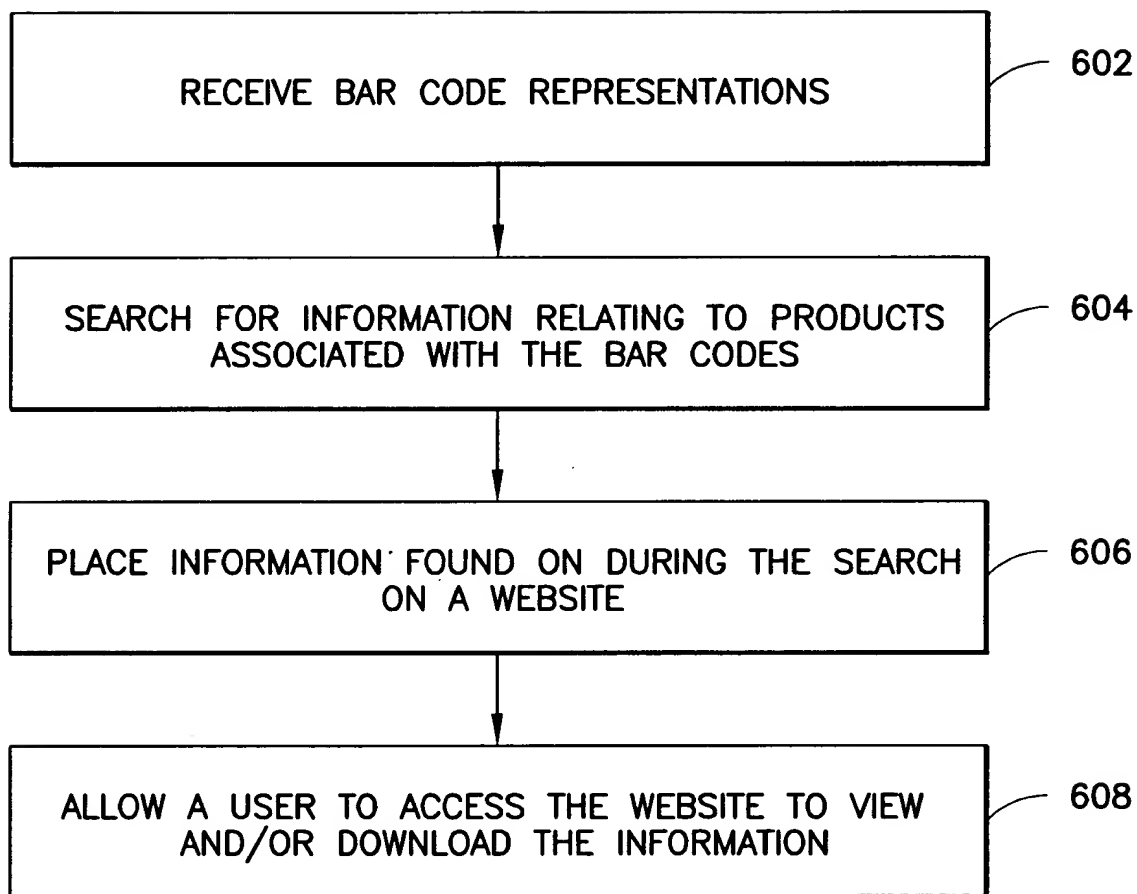 RECEIVE BAR CODE REPRESENTATIONS
602
SEARCH FOR INFORMATION RELATING TO PRODUCTS
ASSOCIATED WITH THE BAR CODES
604
PLACE INFORMATION FOUND ON DURING THE SEARCH
ON A WEBSITE
606
ALLOW A USER TO ACCESS THE WEBSITE TO VIEW
AND/OR DOWNLOAD THE INFORMATION
608